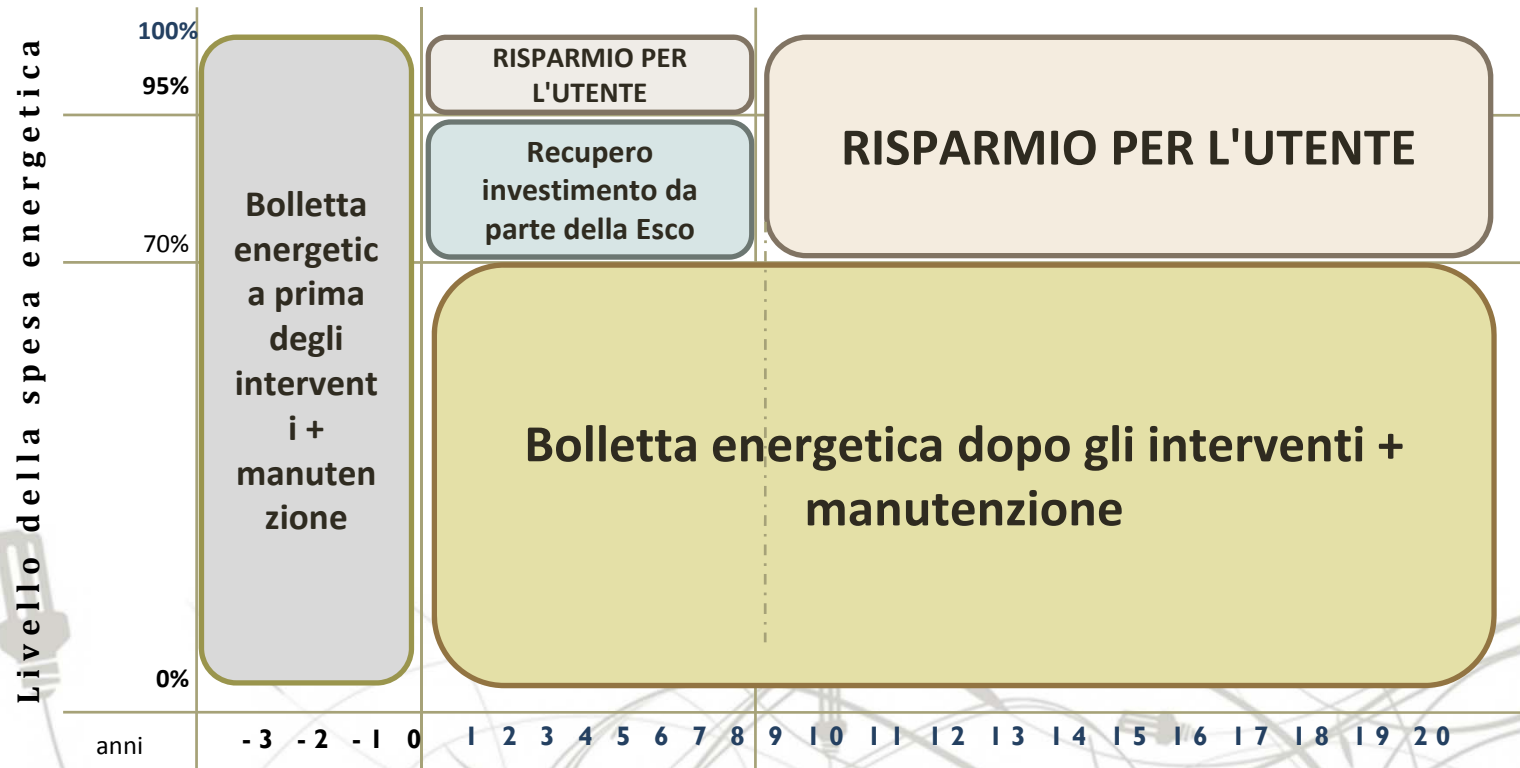 Livello della spesa energetica
100%
95%
70%
0%
Bolletta
energetic
a prima
degli
intervent
i +
manuten
zione
RISPARMIO PER
L'UTENTE
Recupero
investimento da
parte della Esco
RISPARMIO PER L'UTENTE
Bolletta energetica dopo gli interventi +
manutenzione
anni -3 -2 -1 0 1 2 3 4 5 6 7 8 9 10 11 12 13 14 15 16 17 18 19 20